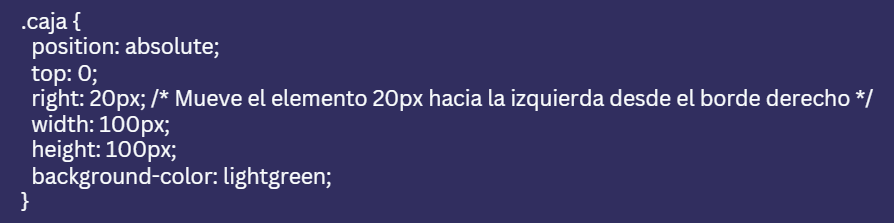 .caja {
position: absolute;
top: 0;
right: 20px; /* Mueve el elemento 20px hacia la izquierda desde el borde derecho */
width: 100px;
height: 100px;
background-color: lightgreen;
}